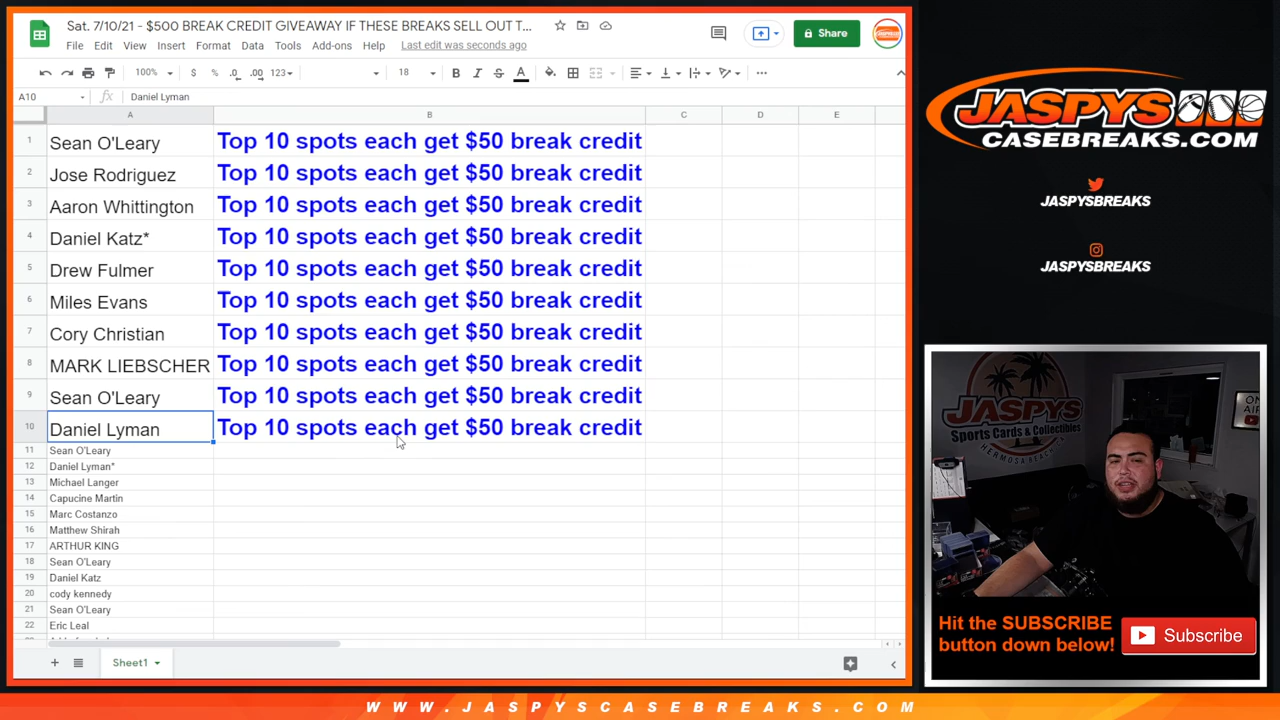 Sat. 7/10/21 - $500 BREAK CREDIT GIVEAWAY IF THESE BREAKS SELL OUT T...
File Edit View Insert Format Data Tools Add-ons Help Last edit was seconds ago
Share
100% $ % .0 .00 123 18 B I S A
A10 fx Daniel Lyman
A B C D E
1 Sean O'Leary Top 10 spots each get $50 break credit
2 Jose Rodriguez Top 10 spots each get $50 break credit
3 Aaron Whittington Top 10 spots each get $50 break credit
4 Daniel Katz* Top 10 spots each get $50 break credit
5 Drew Fulmer Top 10 spots each get $50 break credit
6 Miles Evans Top 10 spots each get $50 break credit
7 Cory Christian Top 10 spots each get $50 break credit
8 MARK LIEBSCHER Top 10 spots each get $50 break credit
9 Sean O'Leary Top 10 spots each get $50 break credit
10 Daniel Lyman Top 10 spots each get $50 break credit
11 Sean O'Leary
12 Daniel Lyman*
13 Michael Langer
14 Capucine Martin
15 Marc Costanzo
16 Matthew Shirah
17 ARTHUR KING
18 Sean O'Leary
19 Daniel Katz
20 cody kennedy
21 Sean O'Leary
22 Eric Leal
Sheet1
JASPYS
CASEBREAKS.COM
JASPYSBREAKS
JASPYSBREAKS
JASPYS
Sports Cards & Collectibles
HERMOSA BEACH
ON
AIR
Hit the SUBSCRIBE
button down below!
Subscribe
WWW.JASPYSCASEBREAKS.COM